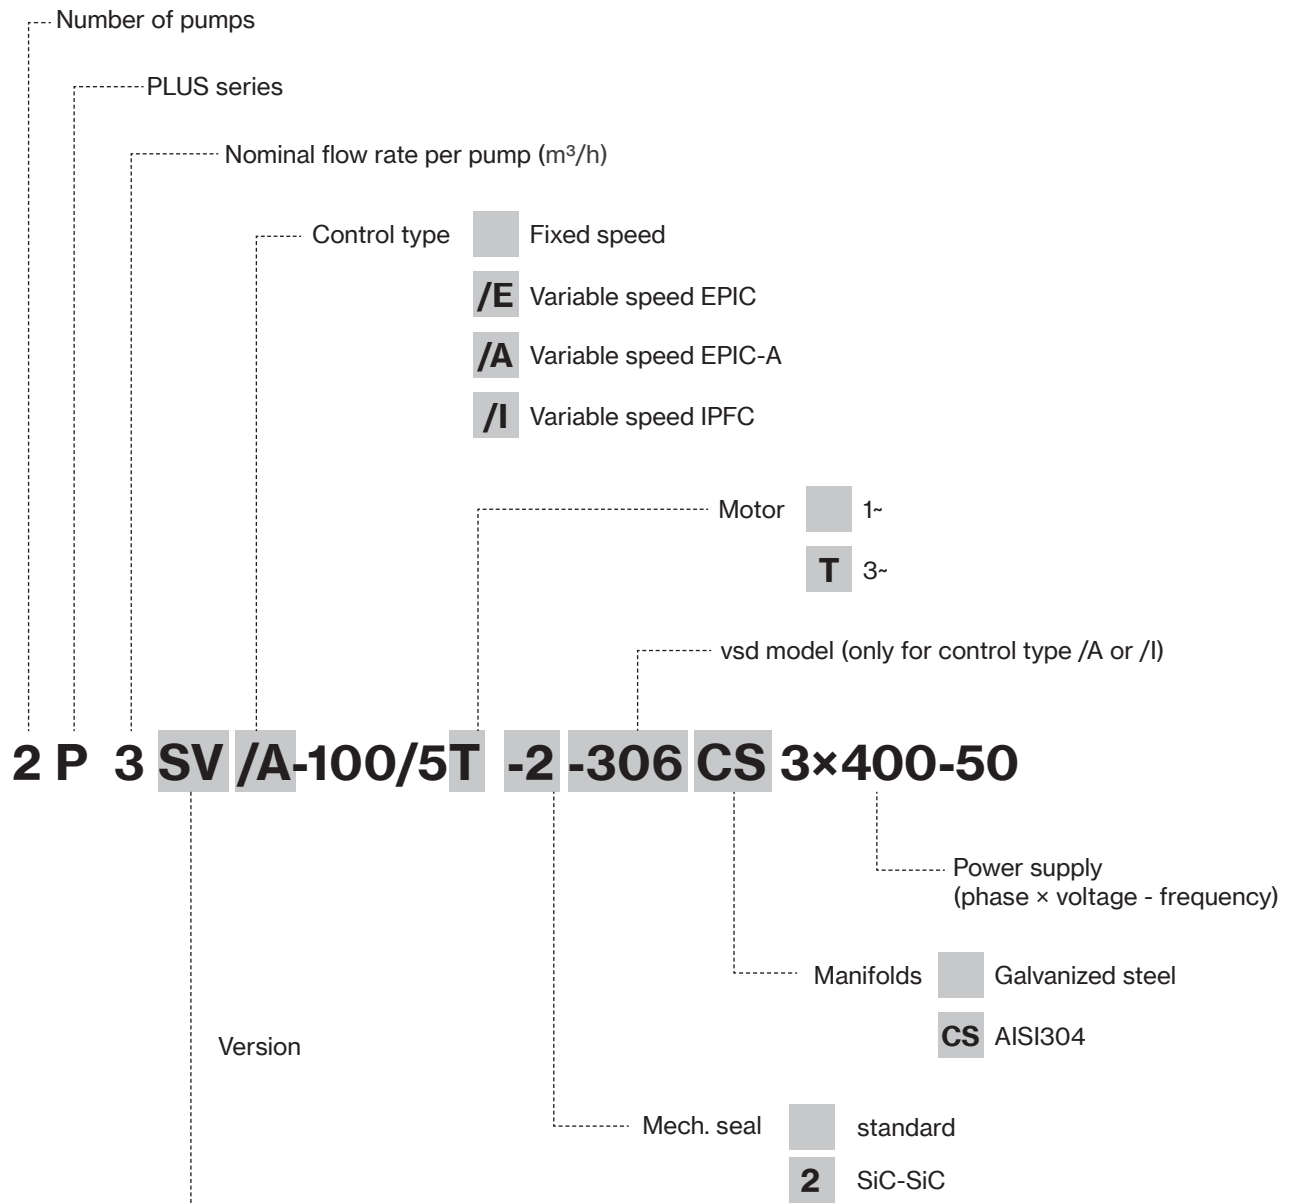 Number of pumps
PLUS series
Nominal flow rate per pump (m³/h)
Control type Fixed speed
/E Variable speed EPIC
/A Variable speed EPIC-A
/I Variable speed IPFC
Motor 1~
T 3~
vsd model (only for control type /A or /I)
2 P 3 SV /A-100/5T -2 -306 CS 3×400-50
Power supply
(phase × voltage - frequency)
Manifolds Galvanized steel
CS AISI304
Version
Mech. seal standard
2 SiC-SiC